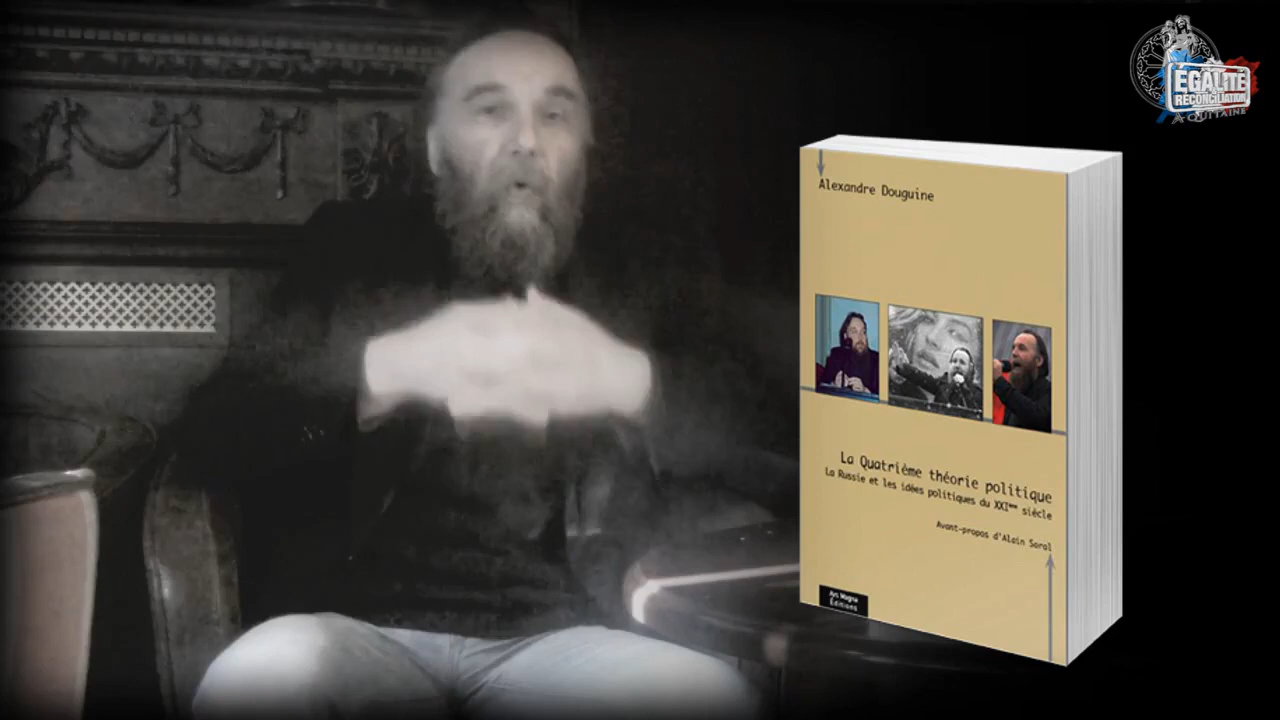 ÉGALITÉ
RÉCONCILIATION
AQUITAINE
Alexandre Douguine
La Quatrième théorie politique
La Russie et les idées politiques du XXIème siècle
Avant-propos d'Alain Soral
Ars Magna
Éditions